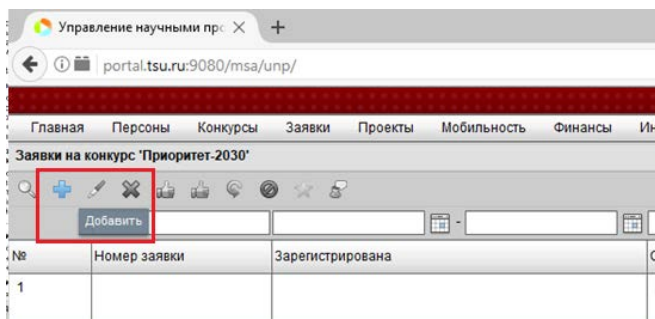 Управление научными прс
portal.tsu.ru:9080/msa/unp/
Главная Персоны Конкурсы Заявки Проекты Мобильность Финансы Ин
Заявки на конкурс 'Приоритет-2030'
Добавить
-
№ Номер заявки Зарегистрирована С
1